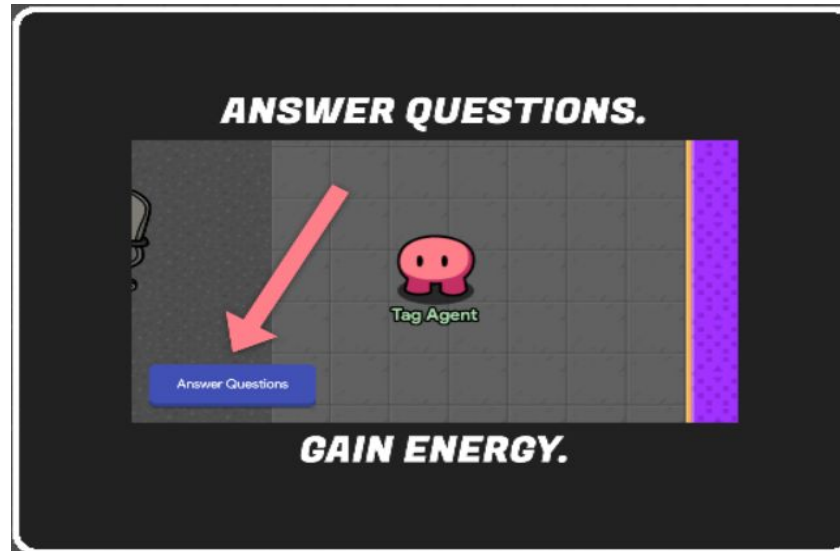 ANSWER QUESTIONS.
Tag Agent
Answer Questions
GAIN ENERGY.